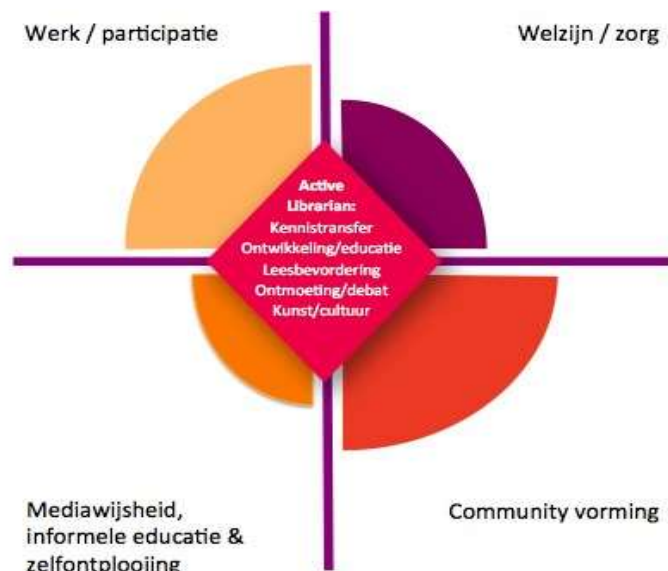 Werk / participatie
Welzijn / zorg
Active
Librarian:
Kennistransfer
Ontwikkeling/educatie
Leesbevordering
Ontmoeting/debat
Kunst/cultuur
Mediawijsheid,
informele educatie &
zelfontplooiing
Community vorming